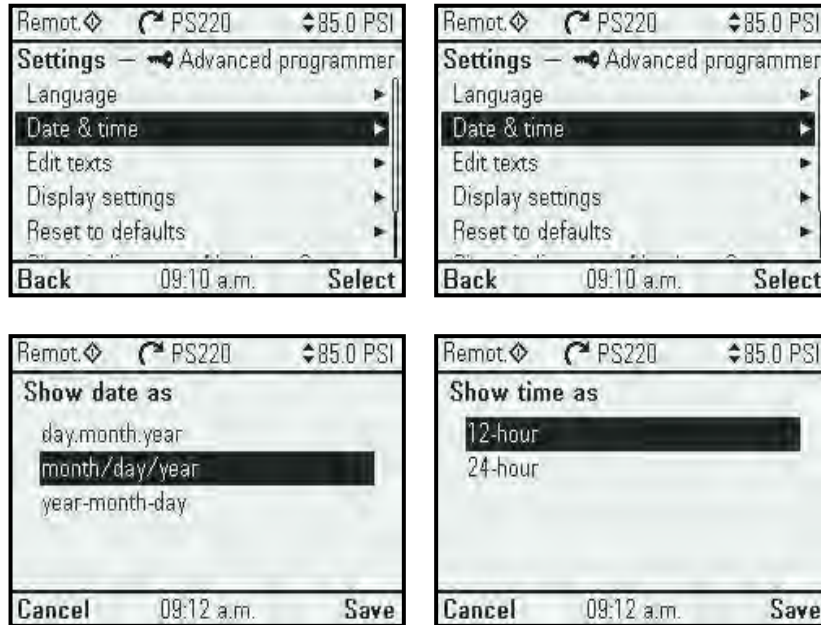 Remot. PS220 85.0 PSI
Settings – Advanced programmer
Language
Date & time
Edit texts
Display settings
Reset to defaults
Back 09:10 a.m. Select
Remot. PS220 85.0 PSI
Settings – Advanced programmer
Language
Date & time
Edit texts
Display settings
Reset to defaults
Back 09:10 a.m. Select
Remot. PS220 85.0 PSI
Show date as
day.month.year
month/day/year
year-month-day
Cancel 09:12 a.m. Save
Remot. PS220 85.0 PSI
Show time as
12-hour
24-hour
Cancel 09:12 a.m. Save